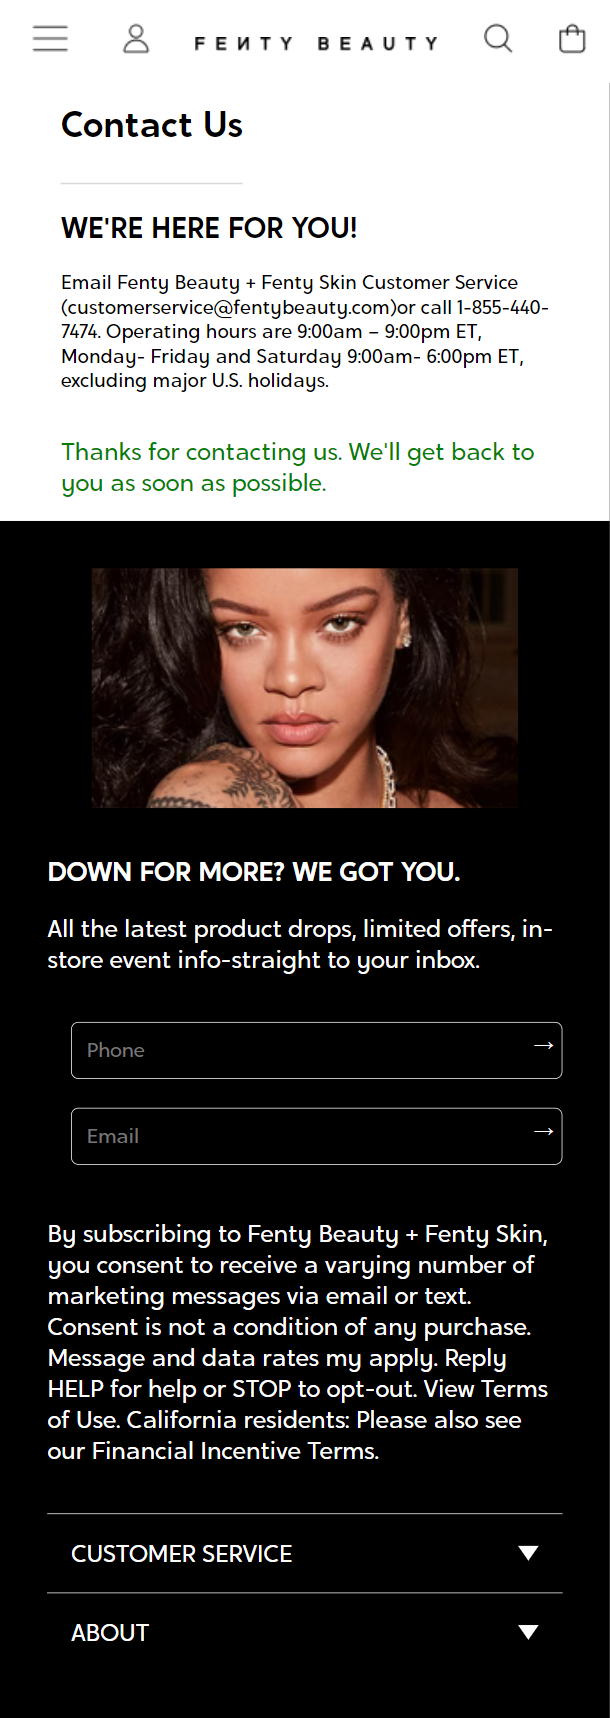 FENTY BEAUTY
Contact Us
WE'RE HERE FOR YOU!
Email Fenty Beauty + Fenty Skin Customer Service
(customerservice@fentybeauty.com)or call 1-855-440-
7474. Operating hours are 9:00am – 9:00pm ET,
Monday- Friday and Saturday 9:00am- 6:00pm ET,
excluding major U.S. holidays.
Thanks for contacting us. We'll get back to
you as soon as possible.
DOWN FOR MORE? WE GOT YOU.
All the latest product drops, limited offers, in-
store event info-straight to your inbox.
Phone →
Email →
By subscribing to Fenty Beauty + Fenty Skin,
you consent to receive a varying number of
marketing messages via email or text.
Consent is not a condition of any purchase.
Message and data rates my apply. Reply
HELP for help or STOP to opt-out. View Terms
of Use. California residents: Please also see
our Financial Incentive Terms.
CUSTOMER SERVICE
ABOUT